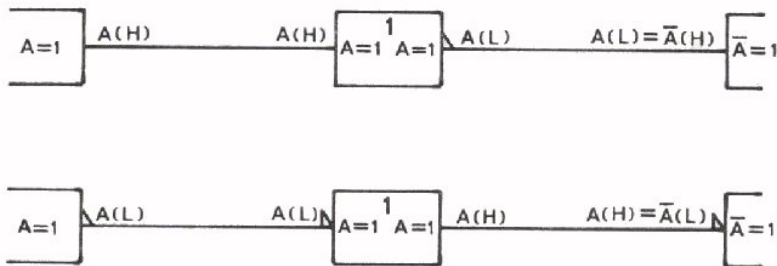 A=1 A(H) A(H) 1 A=1 A=1 A(L) A(L)=A̅(H) A̅=1
A=1 A(L) A(L) 1 A=1 A=1 A(H) A(H)=A̅(L) A̅=1